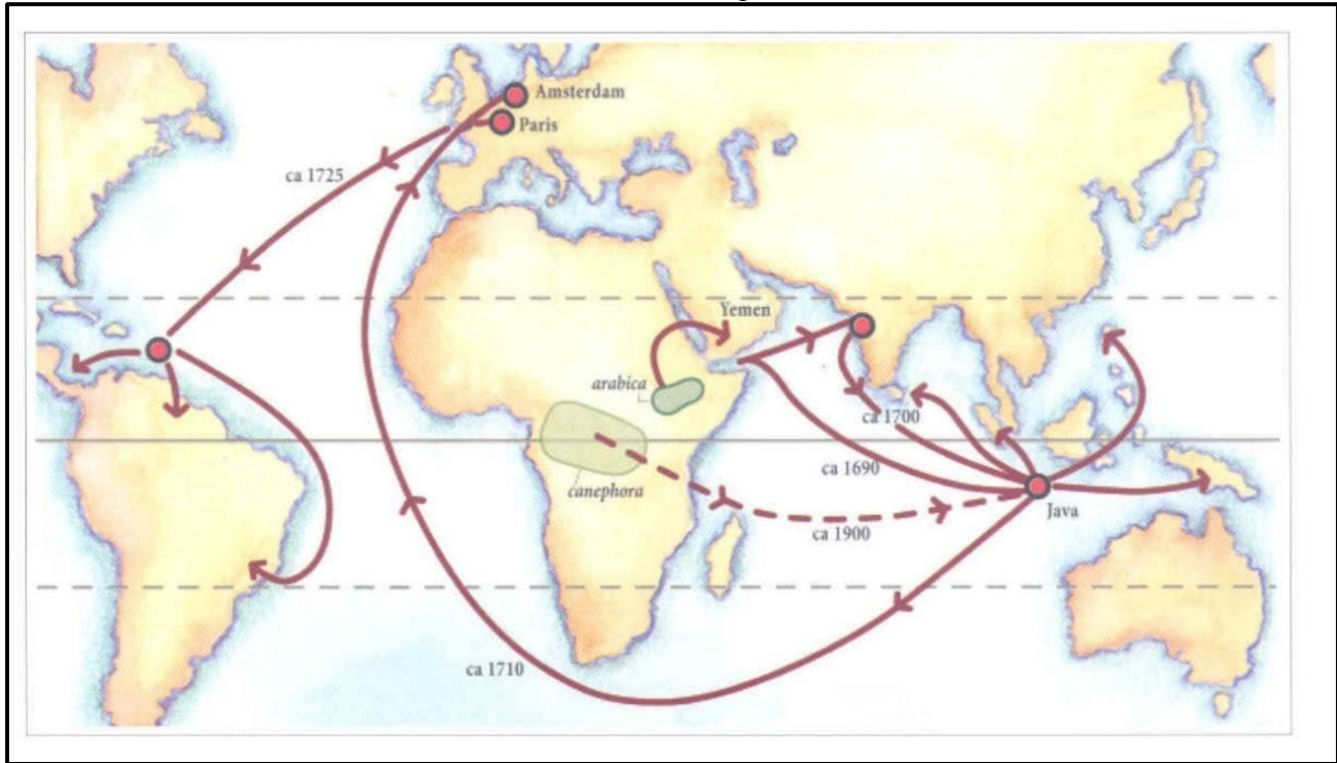 Amsterdam
Paris
ca 1725
Yemen
arabica
ca 1700
ca 1690
canephora
Java
ca 1900
ca 1710